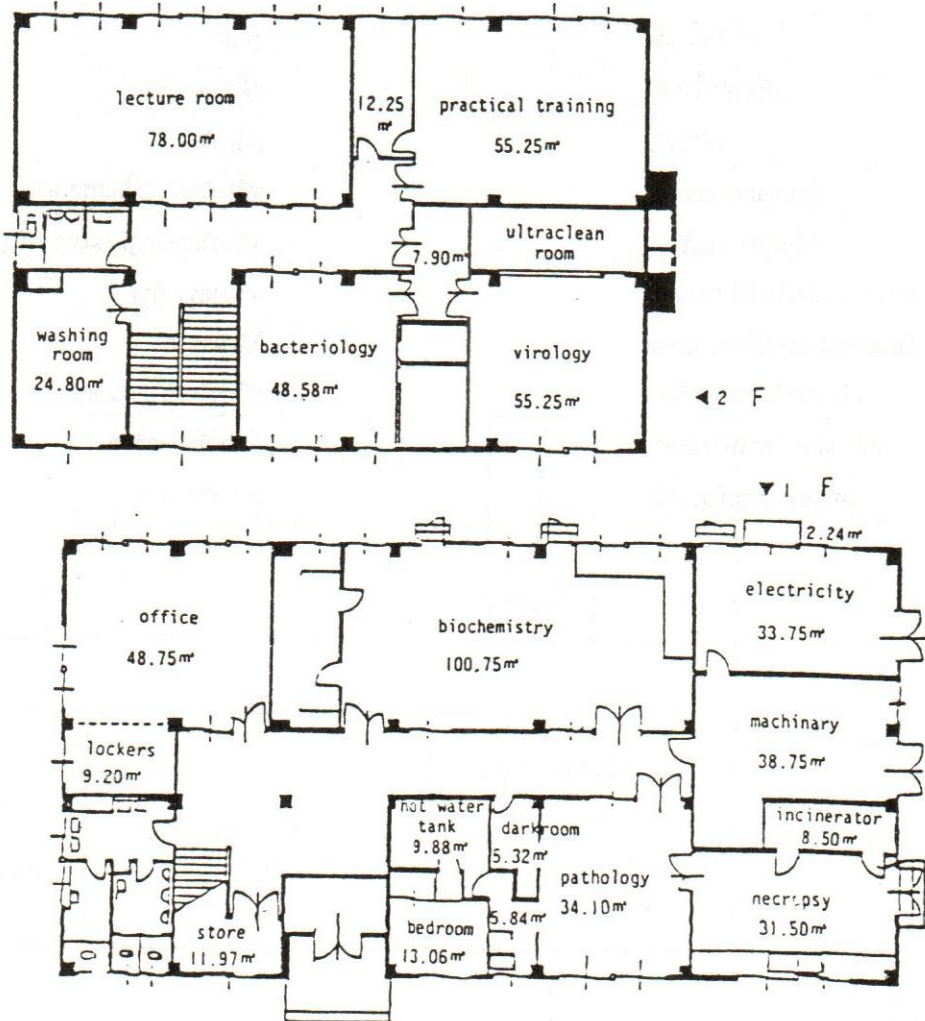 lecture room
78.00㎡
12.25
㎡
practical training
55.25㎡
ultraclean
room
7.90㎡
washing
room
24.80㎡
bacteriology
48.58㎡
virology
55.25㎡
◀ 2 F
▼ 1 F
2.24㎡
office
48.75㎡
biochemistry
100.75㎡
electricity
33.75㎡
lockers
9.20㎡
machinary
38.75㎡
hot water
tank
9.88㎡
darkroom
5.32㎡
incinerator
8.50㎡
pathology
34.10㎡
necropsy
31.50㎡
store
11.97㎡
bedroom
13.06㎡
5.84㎡